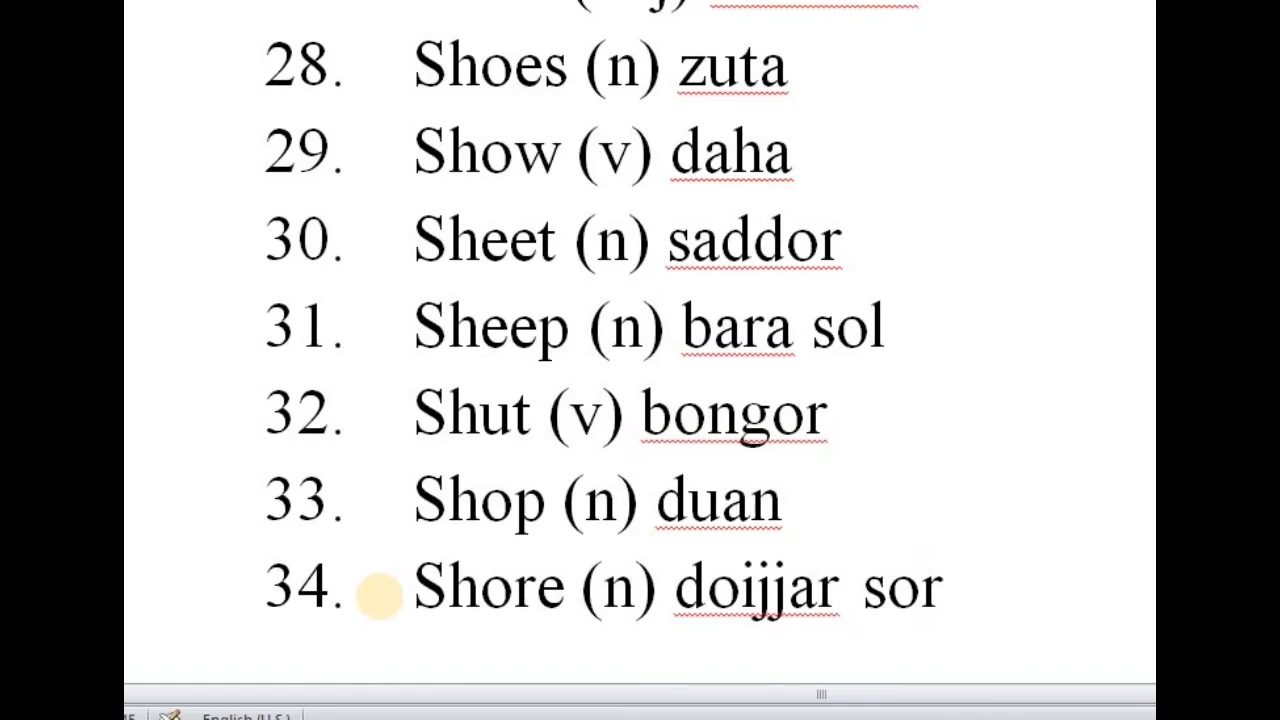 28. Shoes (n) zuta
29. Show (v) daha
30. Sheet (n) saddor
31. Sheep (n) bara sol
32. Shut (v) bongor
33. Shop (n) duan
34. Shore (n) doijjar sor
English (U.S.)